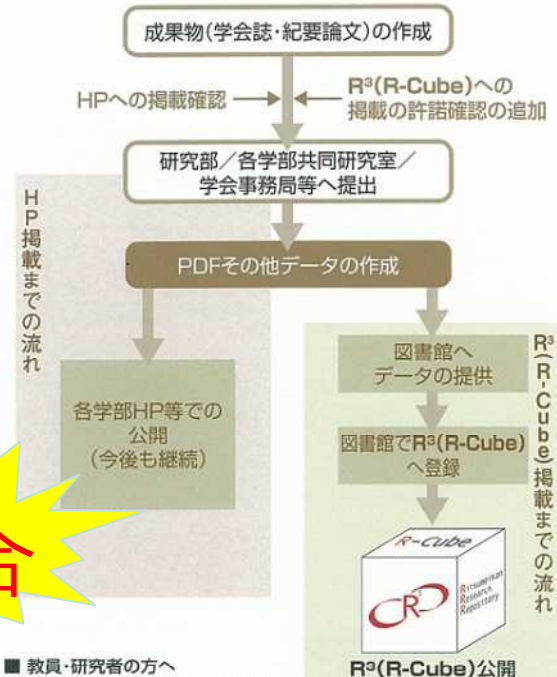 成果物(学会誌・紀要論文)の作成
HPへの掲載確認
R³(R-Cube)への
掲載の許諾確認の追加
研究部/各学部共同研究室/
学会事務局等へ提出
HP掲載までの流れ
PDFその他データの作成
各学部HP等での
公開
(今後も継続)
図書館へ
データの提供
図書館でR³(R-Cube)
へ登録
R³(R-Cube)掲載までの流れ
R-Cube
R³
Ritsumeikan
Research
Repository
R³(R-Cube)公開
合
■ 教員・研究者の方へ